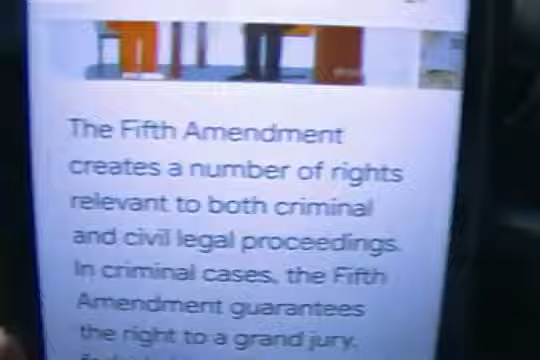 The Fifth Amendment
creates a number of rights
relevant to both criminal
and civil legal proceedings.
In criminal cases, the Fifth
Amendment guarantees
the right to a grand jury,